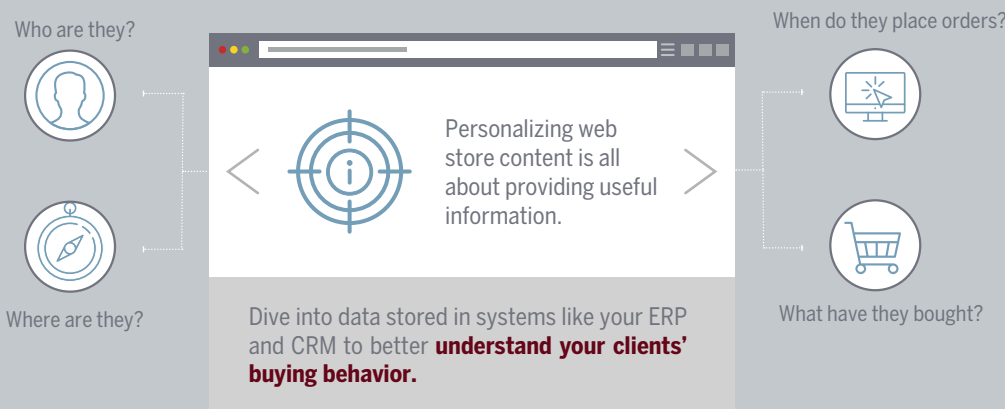 Who are they?
When do they place orders?
Personalizing web
store content is all
about providing useful
information.
Where are they?
What have they bought?
Dive into data stored in systems like your ERP
and CRM to better understand your clients'
buying behavior.